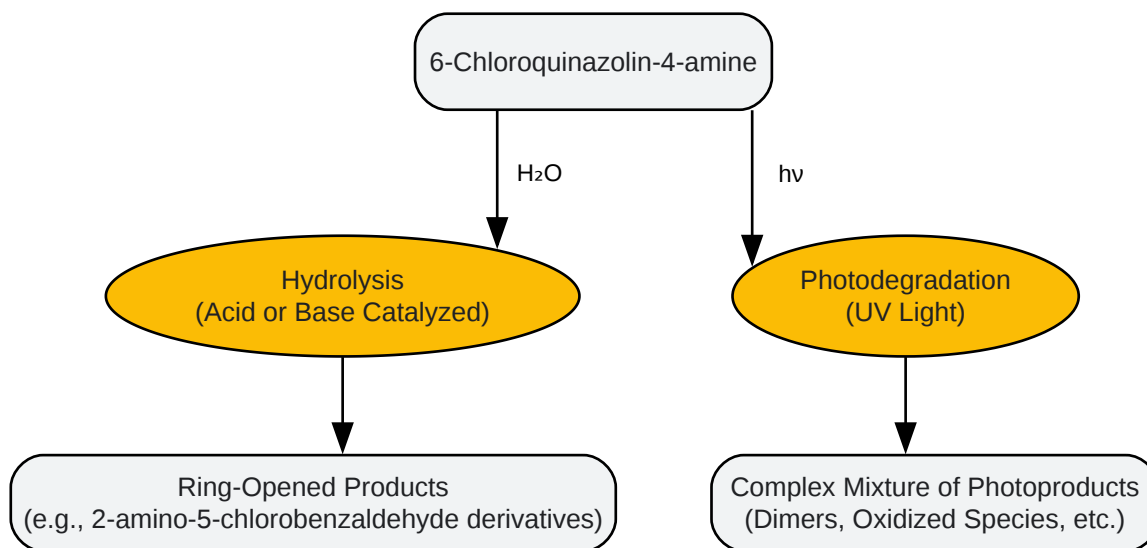 6-Chloroquinazolin-4-amine
H₂O
hν
Hydrolysis
(Acid or Base Catalyzed)
Photodegradation
(UV Light)
Ring-Opened Products
(e.g., 2-amino-5-chlorobenzaldehyde derivatives)
Complex Mixture of Photoproducts
(Dimers, Oxidized Species, etc.)